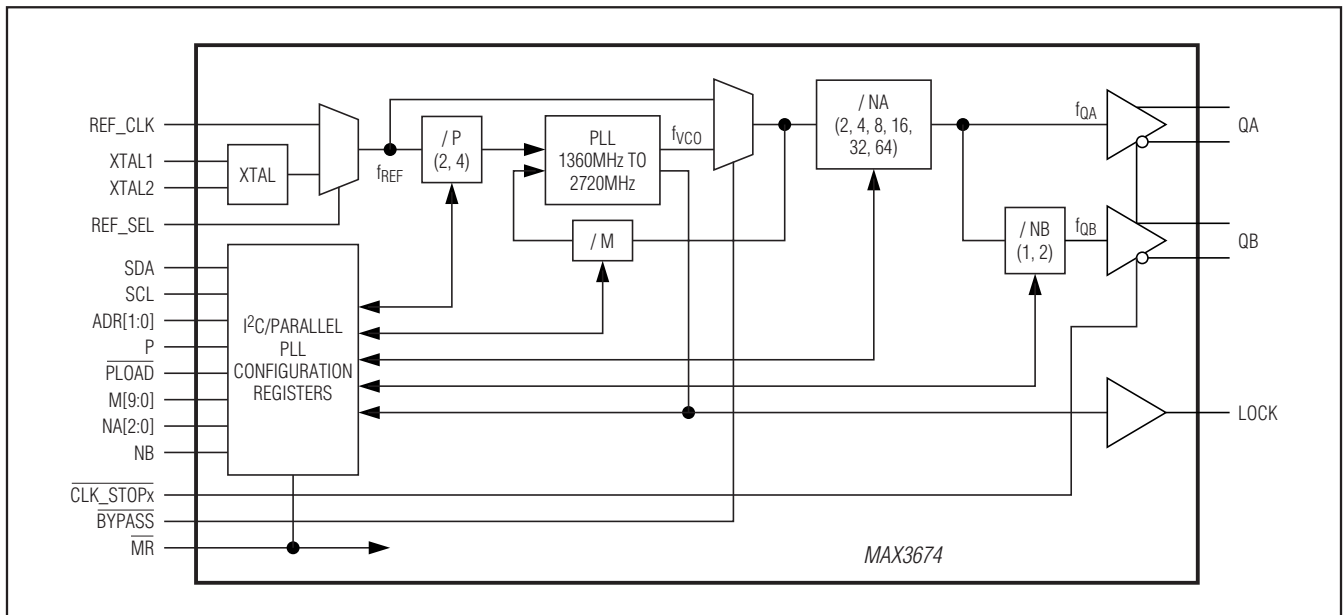 REF_CLK
XTAL1
XTAL2
XTAL
REF_SEL
fREF
/ P
(2, 4)
PLL
1360MHz TO
2720MHz
fVCO
/ M
/ NA
(2, 4, 8, 16,
32, 64)
/ NB
(1, 2)
fQA
QA
fQB
QB
SDA
SCL
ADR[1:0]
P
PLOAD
M[9:0]
NA[2:0]
NB
I²C/PARALLEL
PLL
CONFIGURATION
REGISTERS
LOCK
CLK_STOPx
BYPASS
MR
MAX3674